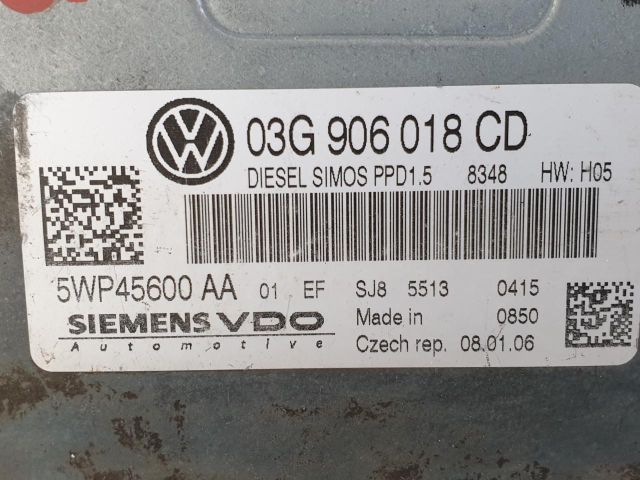 03G 906 018 CD
DIESEL SIMOS PPD1.5 8348 HW: H05
5WP45600 AA 01 EF SJ8 5513 0415
SIEMENS VDO Made in 0850
Automotive Czech rep. 08.01.06